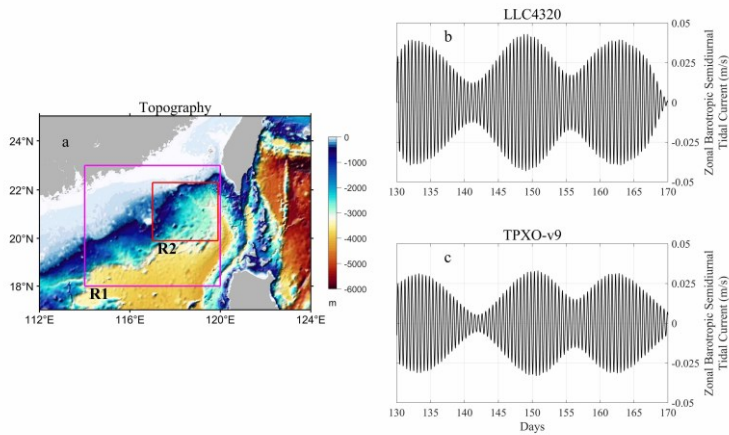 Topography
a
24°N
22°N
20°N
18°N
112°E
116°E
120°E
124°E
R2
R1
0
-1000
-2000
-3000
-4000
-5000
-6000
m
LLC4320
b
0.05
0.025
0
-0.025
-0.05
130 135 140 145 150 155 160 165 170
Zonal Barotropic Semidiurnal
Tidal Current (m/s)
TPXO-v9
c
0.05
0.025
0
-0.025
-0.05
130 135 140 145 150 155 160 165 170
Days
Zonal Barotropic Semidiurnal
Tidal Current (m/s)